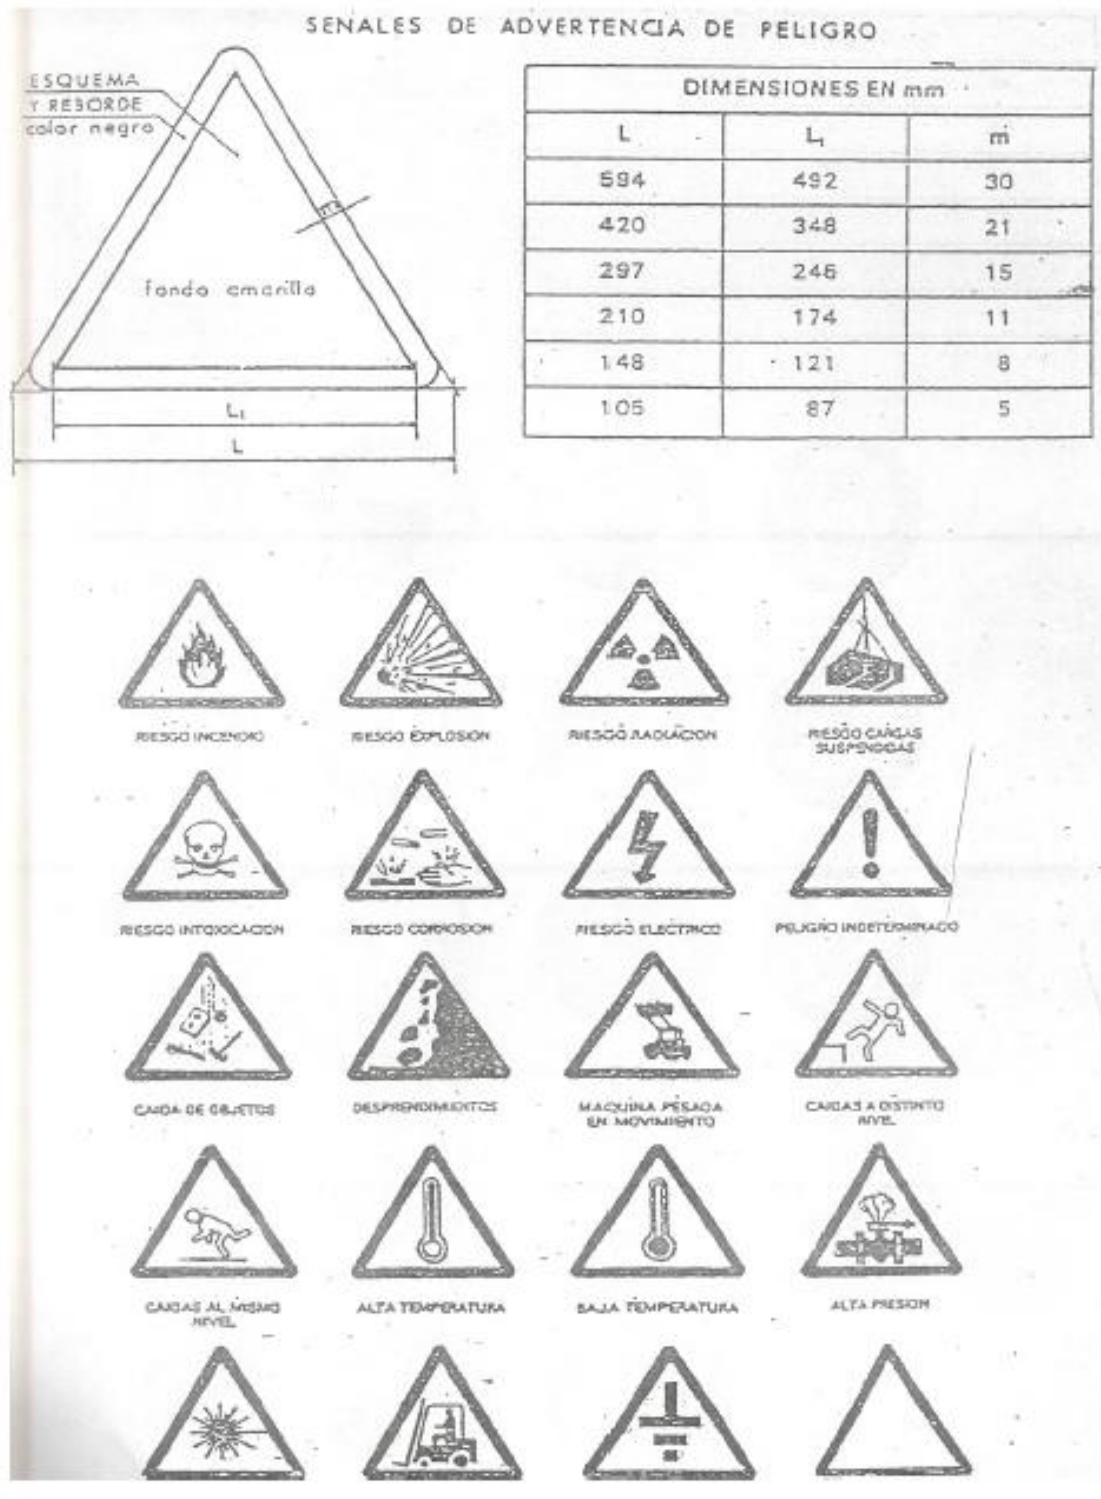 SENALES DE ADVERTENCIA DE PELIGRO
ESQUEMA
Y REBORDE
color negro
fondo amarillo
m
L₁
L
DIMENSIONES EN mm
L L₁ m
594 492 30
420 348 21
297 246 15
210 174 11
148 121 8
105 87 5
RIESGO INCENDIO RIESGO EXPLOSION RIESGO RADIACION RIESGO CARGAS
SUSPENDIDAS
RIESGO INTOXICACION RIESGO CORROSION RIESGO ELECTRICO PELIGRO INDETERMINADO
CAIDA DE OBJETOS DESPRENDIMIENTOS MAQUINA PESADA CAIDAS A DISTINTO
EN MOVIMIENTO NIVEL
CAIDAS AL MISMO ALTA TEMPERATURA BAJA TEMPERATURA ALTA PRESION
NIVEL